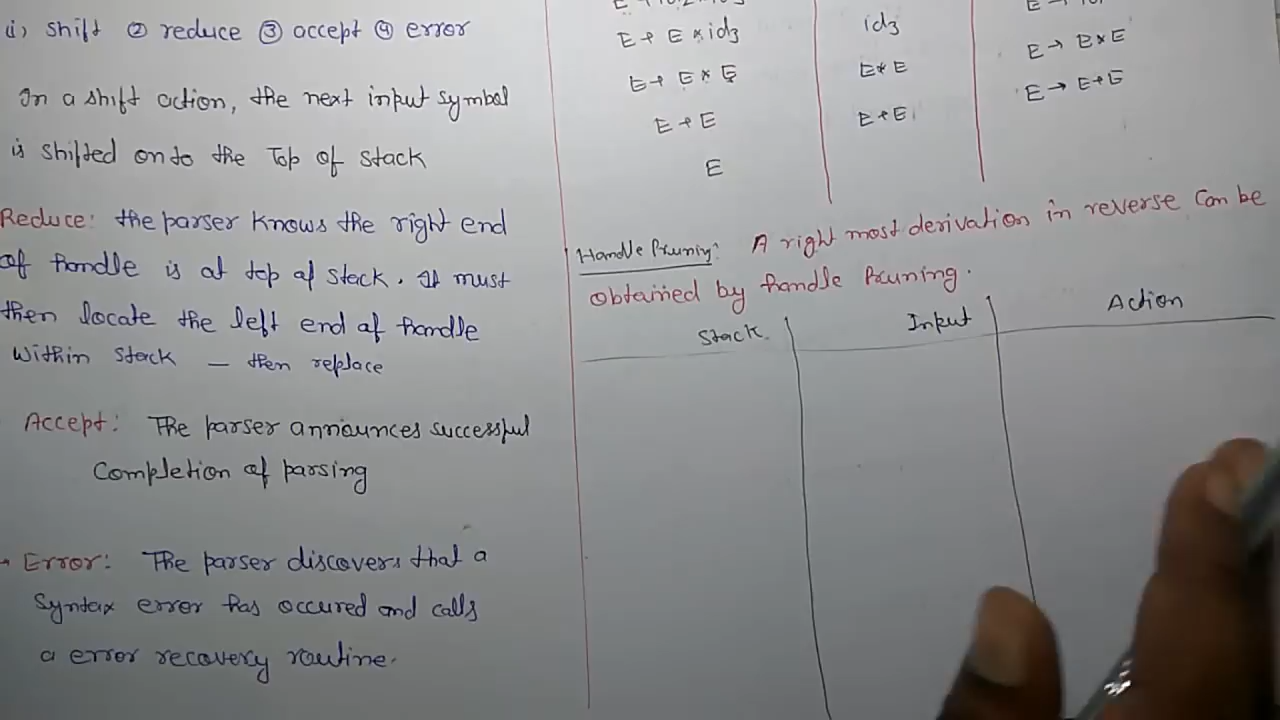 (1) shift ② reduce ③ accept ④ error
In a shift action, the next input symbol
is shifted on to the Top of stack
Reduce: the parser knows the right end
of handle is at top of stack. It must
then locate the left end of handle
Within stack – then replace
Accept: The parser announces successful
Completion of parsing
→ Error: The parser discovers that a
Syntax error has occured and calls
a error recovery routine.
E + E * id3 id3 E → E * E
E + E * E E * E E → E + E
E + E E + E
E
Handle Pruning: A right most derivation in reverse can be
obtained by handle Pruning.
Stack Input Action